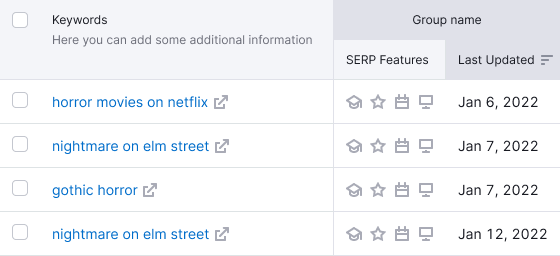 Keywords
Here you can add some additional information
Group name
SERP Features
Last Updated
horror movies on netflix
Jan 6, 2022
nightmare on elm street
Jan 7, 2022
gothic horror
Jan 7, 2022
nightmare on elm street
Jan 12, 2022